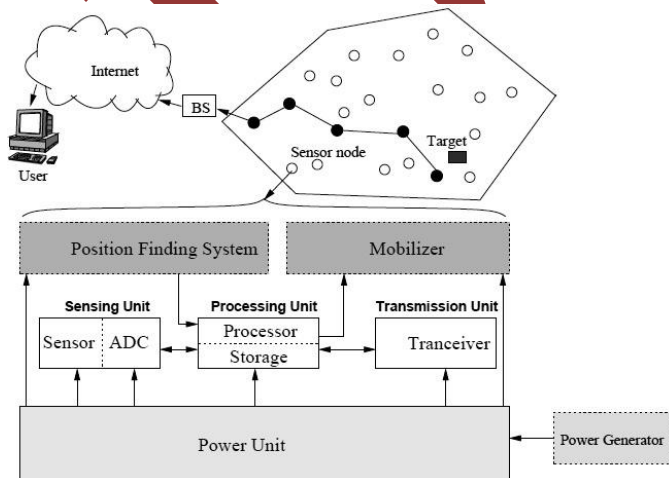 Internet
BS
User
Sensor node
Target
Position Finding System
Mobilizer
Sensing Unit
Processing Unit
Transmission Unit
Sensor
ADC
Processor
Storage
Tranceiver
Power Unit
Power Generator